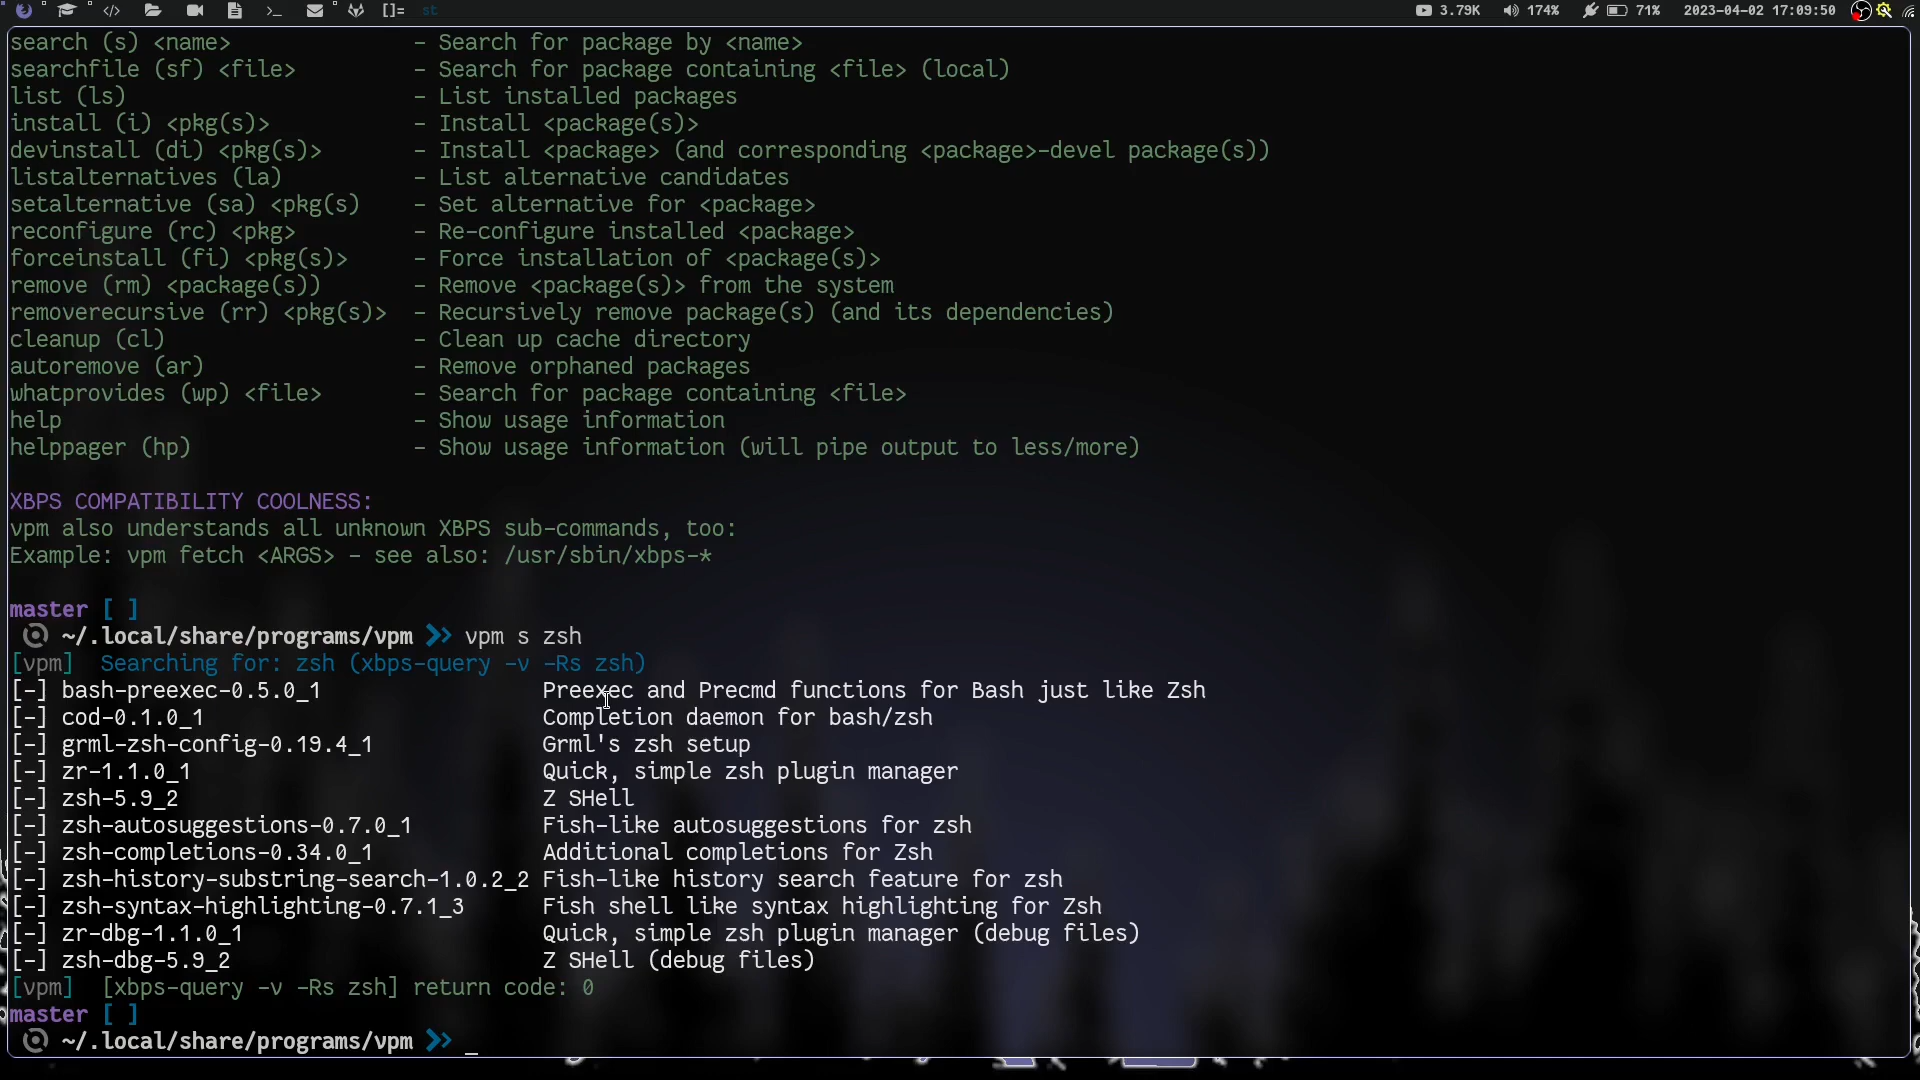 </> >_ []= st 3.79K 174% 71% 2023-04-02 17:09:50
search (s) <name> - Search for package by <name>
searchfile (sf) <file> - Search for package containing <file> (local)
list (ls) - List installed packages
install (i) <pkg(s)> - Install <package(s)>
devinstall (di) <pkg(s)> - Install <package> (and corresponding <package>-devel package(s))
listalternatives (la) - List alternative candidates
setalternative (sa) <pkg(s) - Set alternative for <package>
reconfigure (rc) <pkg> - Re-configure installed <package>
forceinstall (fi) <pkg(s)> - Force installation of <package(s)>
remove (rm) <package(s)) - Remove <package(s)> from the system
removerecursive (rr) <pkg(s)> - Recursively remove package(s) (and its dependencies)
cleanup (cl) - Clean up cache directory
autoremove (ar) - Remove orphaned packages
whatprovides (wp) <file> - Search for package containing <file>
help - Show usage information
helppager (hp) - Show usage information (will pipe output to less/more)
XBPS COMPATIBILITY COOLNESS:
vpm also understands all unknown XBPS sub-commands, too:
Example: vpm fetch <ARGS> - see also: /usr/sbin/xbps-*
master [ ]
~/.local/share/programs/vpm >> vpm s zsh
[vpm] Searching for: zsh (xbps-query -v -Rs zsh)
[-] bash-preexec-0.5.0_1 Preexec and Precmd functions for Bash just like Zsh
[-] cod-0.1.0_1 Completion daemon for bash/zsh
[-] grml-zsh-config-0.19.4_1 Grml's zsh setup
[-] zr-1.1.0_1 Quick, simple zsh plugin manager
[-] zsh-5.9_2 Z SHell
[-] zsh-autosuggestions-0.7.0_1 Fish-like autosuggestions for zsh
[-] zsh-completions-0.34.0_1 Additional completions for Zsh
[-] zsh-history-substring-search-1.0.2_2 Fish-like history search feature for zsh
[-] zsh-syntax-highlighting-0.7.1_3 Fish shell like syntax highlighting for Zsh
[-] zr-dbg-1.1.0_1 Quick, simple zsh plugin manager (debug files)
[-] zsh-dbg-5.9_2 Z SHell (debug files)
[vpm] [xbps-query -v -Rs zsh] return code: 0
master [ ]
~/.local/share/programs/vpm >> _